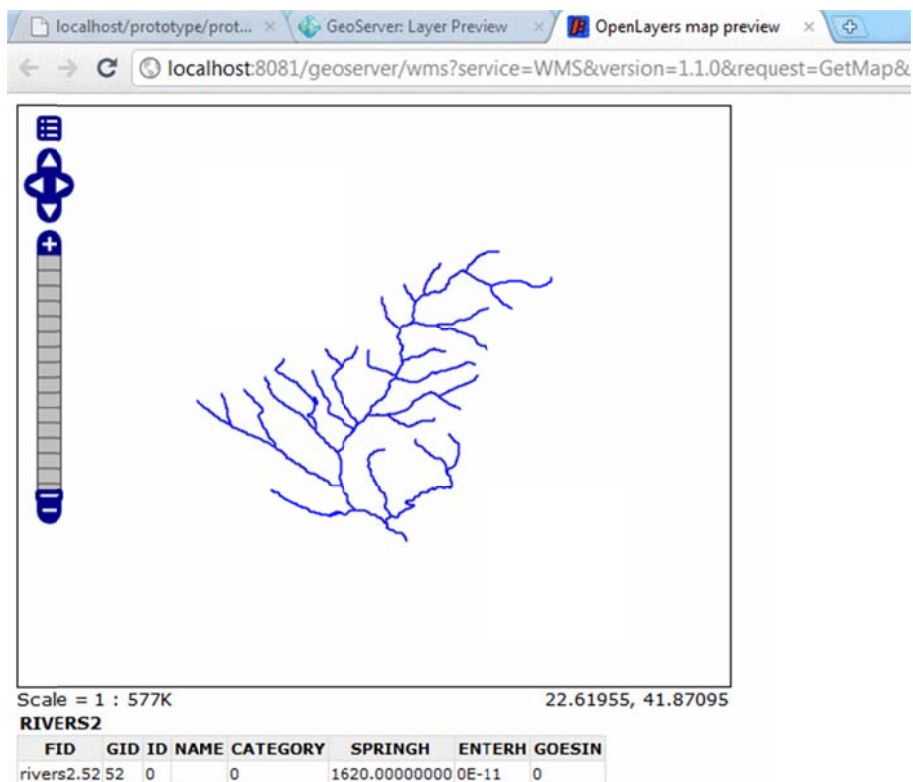 localhost/prototype/prot... GeoServer: Layer Preview OpenLayers map preview
localhost:8081/geoserver/wms?service=WMS&version=1.1.0&request=GetMap&
Scale = 1 : 577K 22.61955, 41.87095
RIVERS2
FID GID ID NAME CATEGORY SPRINGH ENTERH GOESIN
rivers2.52 52 0 0 1620.00000000 0E-11 0